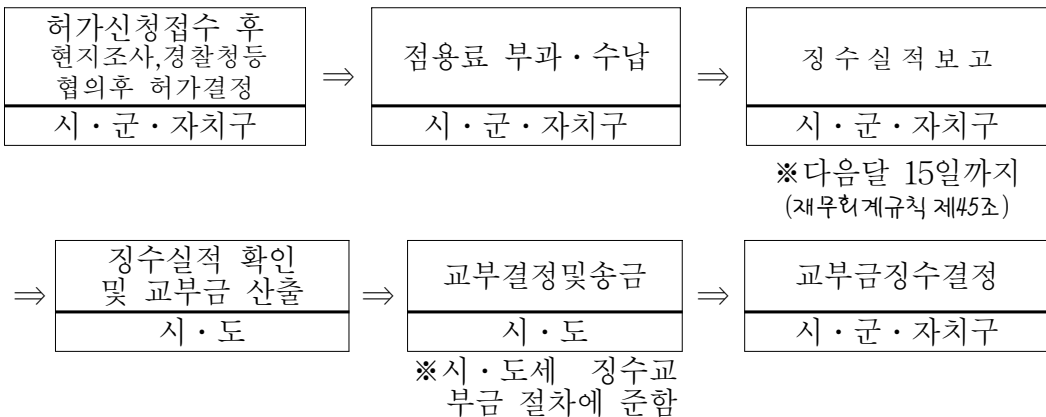 허가신청접수 후
현지조사,경찰청등
협의후 허가결정
시・군・자치구
⇒
점용료 부과・수납
시・군・자치구
⇒
징 수 실 적 보 고
시・군・자치구
※다음달 15일까지
(재무회계규칙 제45조)
⇒
징수실적 확인
및 교부금 산출
시・도
⇒
교부결정및송금
시・도
※시・도세 징수교
부금 절차에 준함
⇒
교부금징수결정
시・군・자치구